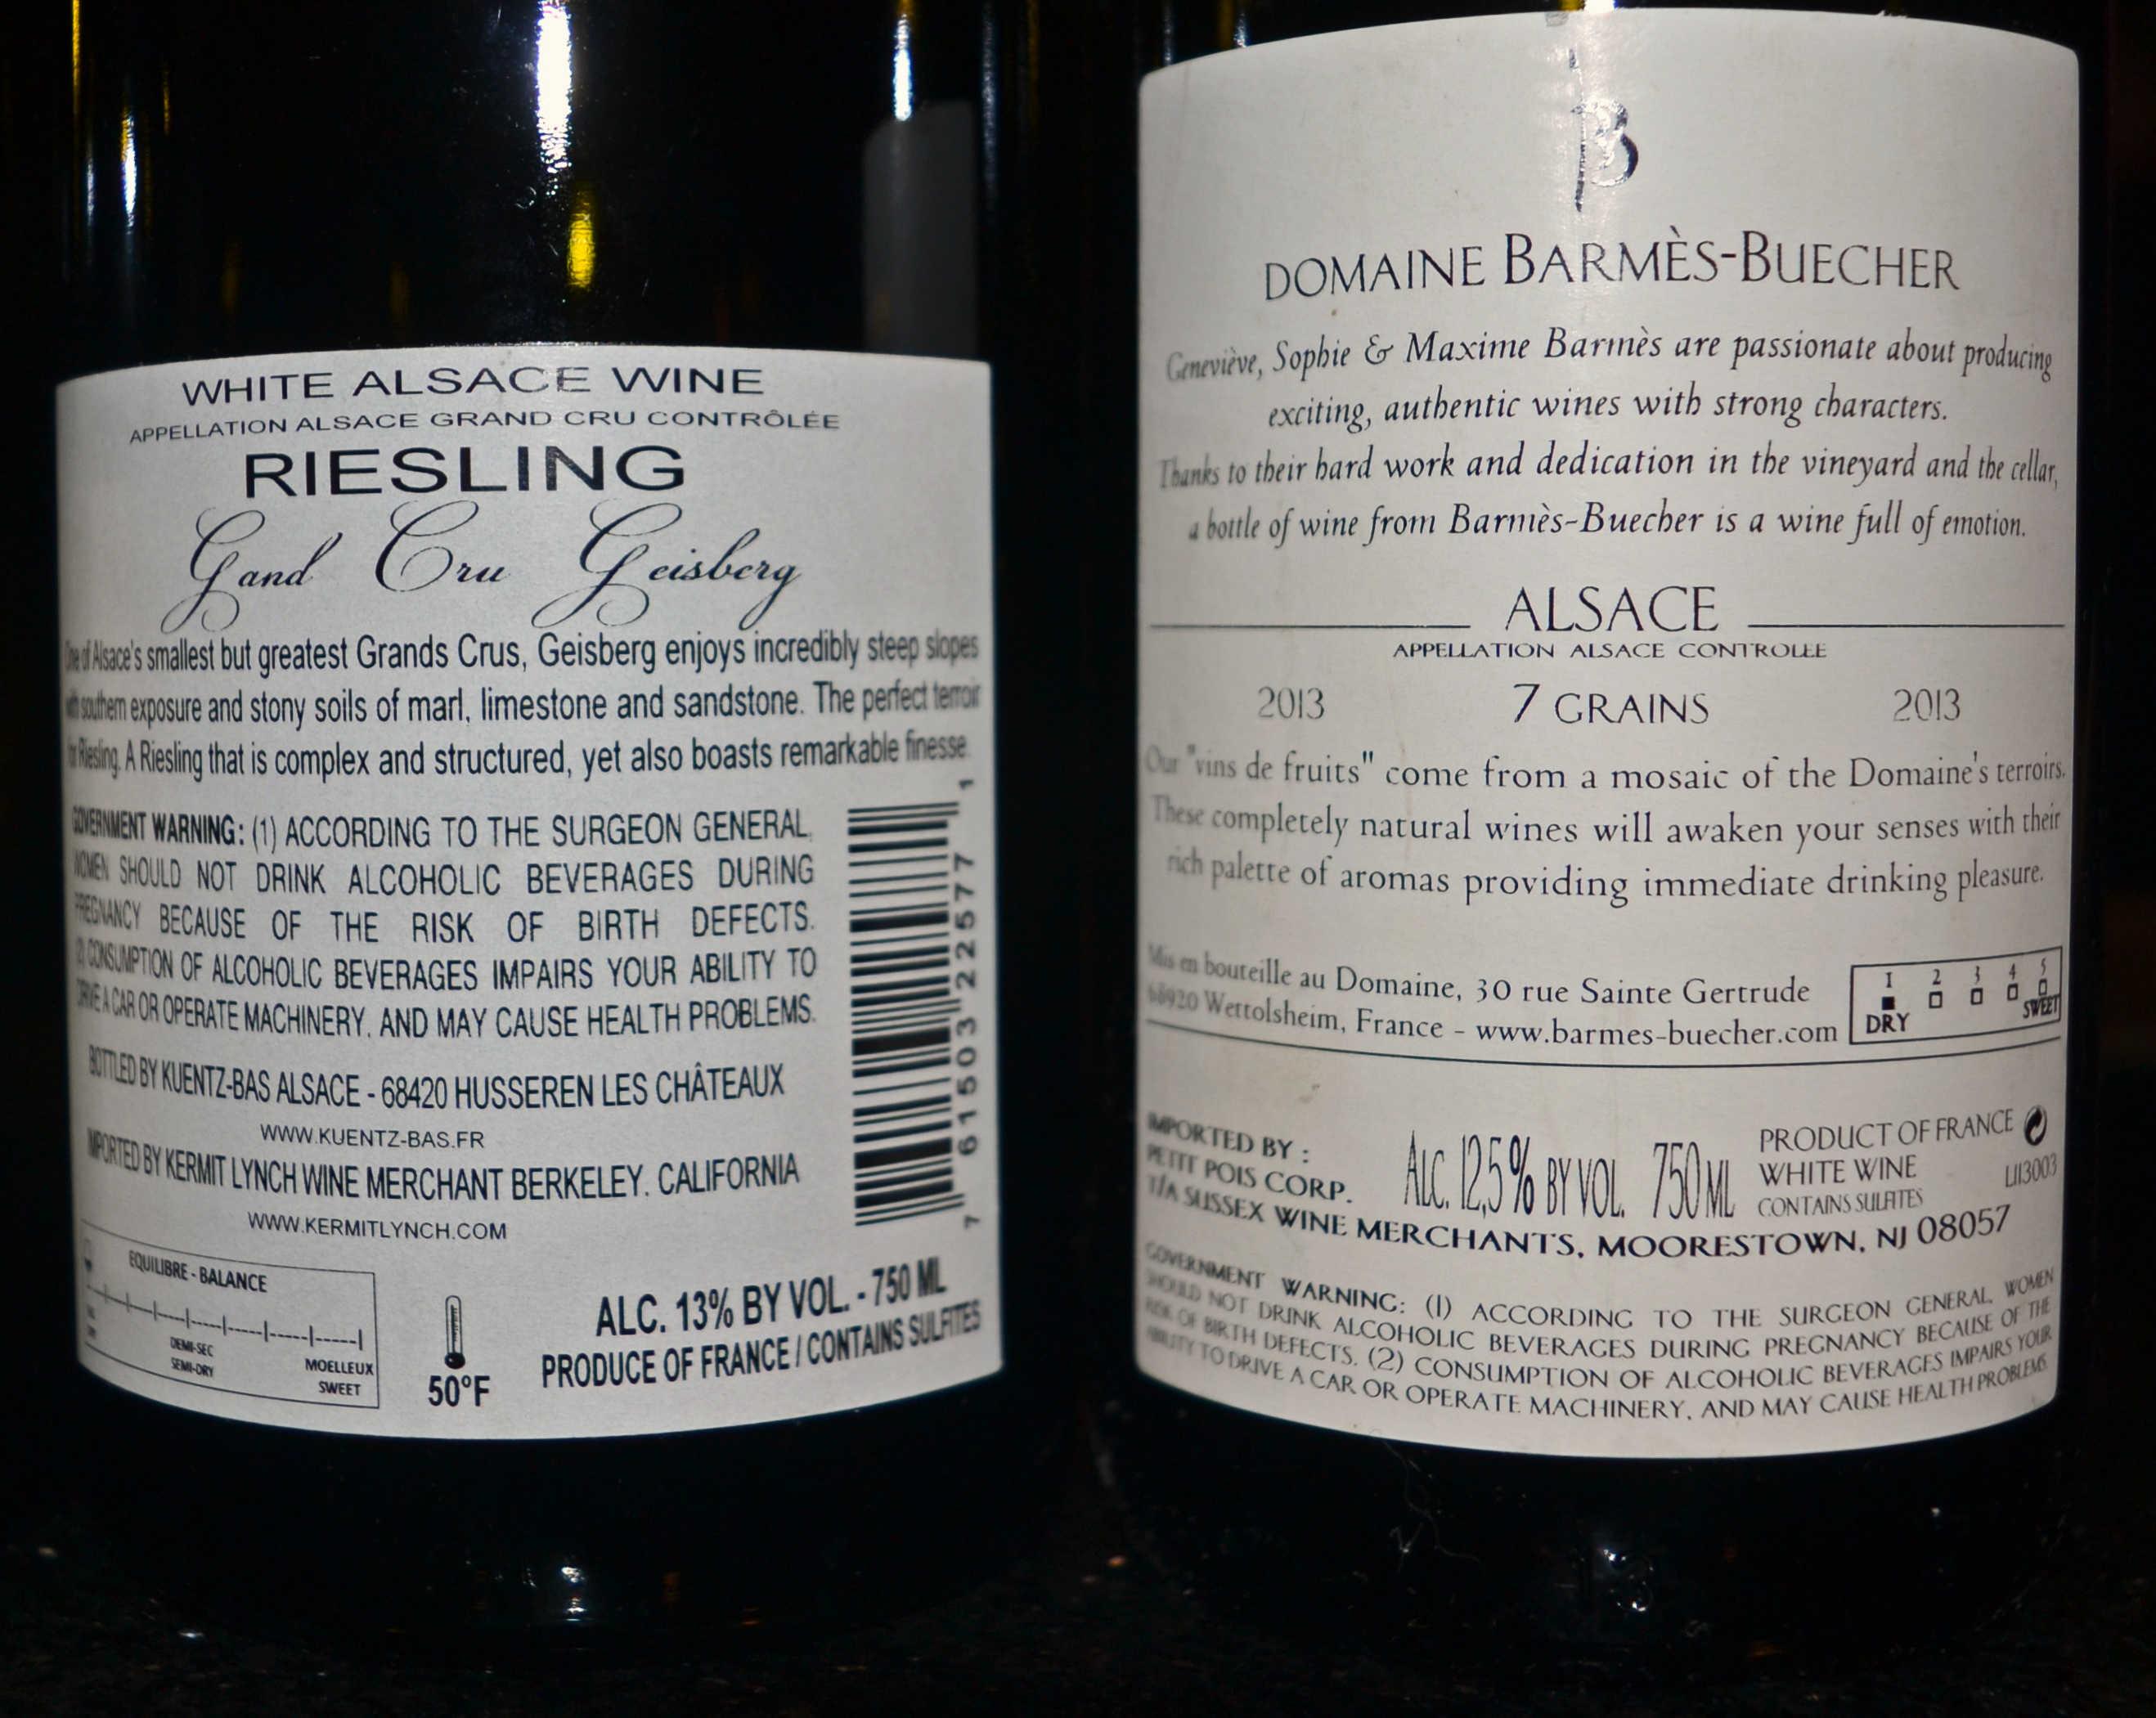 WHITE ALSACE WINE
APPELLATION ALSACE GRAND CRU CONTRÔLÉE
RIESLING
Gand Cru Geisberg
One of Alsace's smallest but greatest Grands Crus, Geisberg enjoys incredibly steep slopes
with southern exposure and stony soils of marl, limestone and sandstone. The perfect terroir
for Riesling. A Riesling that is complex and structured, yet also boasts remarkable finesse.
GOVERNMENT WARNING: (1) ACCORDING TO THE SURGEON GENERAL,
WOMEN SHOULD NOT DRINK ALCOHOLIC BEVERAGES DURING
PREGNANCY BECAUSE OF THE RISK OF BIRTH DEFECTS.
(2) CONSUMPTION OF ALCOHOLIC BEVERAGES IMPAIRS YOUR ABILITY TO
DRIVE A CAR OR OPERATE MACHINERY, AND MAY CAUSE HEALTH PROBLEMS.
7 61503 22577 1
BOTTLED BY KUENTZ-BAS ALSACE - 68420 HUSSEREN LES CHÂTEAUX
WWW.KUENTZ-BAS.FR
IMPORTED BY KERMIT LYNCH WINE MERCHANT BERKELEY. CALIFORNIA
WWW.KERMITLYNCH.COM
EQUILIBRE - BALANCE
DEMI-SEC
SEMI-DRY
MOELLEUX
SWEET
50°F
ALC. 13% BY VOL. - 750 ML
PRODUCE OF FRANCE / CONTAINS SULFITES
B
DOMAINE BARMÈS-BUECHER
Geneviève, Sophie & Maxime Barmès are passionate about producing
exciting, authentic wines with strong characters.
Thanks to their hard work and dedication in the vineyard and the cellar,
a bottle of wine from Barmès-Buecher is a wine full of emotion.
ALSACE
APPELLATION ALSACE CONTROLEE
2013 7 GRAINS 2013
Our "vins de fruits" come from a mosaic of the Domaine's terroirs.
These completely natural wines will awaken your senses with their
rich palette of aromas providing immediate drinking pleasure.
Mis en bouteille au Domaine, 30 rue Sainte Gertrude
68920 Wettolsheim, France - www.barmes-buecher.com
1 2 3 4 5
DRY SWEET
IMPORTED BY :
PETIT POIS CORP.
T/A SUSSEX WINE MERCHANTS, MOORESTOWN, NJ 08057
ALC. 12,5% BY VOL. 750 ML
PRODUCT OF FRANCE
WHITE WINE
CONTAINS SULFITES
L113003
GOVERNMENT WARNING: (1) ACCORDING TO THE SURGEON GENERAL, WOMEN
SHOULD NOT DRINK ALCOHOLIC BEVERAGES DURING PREGNANCY BECAUSE OF THE
RISK OF BIRTH DEFECTS. (2) CONSUMPTION OF ALCOHOLIC BEVERAGES IMPAIRS YOUR
ABILITY TO DRIVE A CAR OR OPERATE MACHINERY, AND MAY CAUSE HEALTH PROBLEMS.